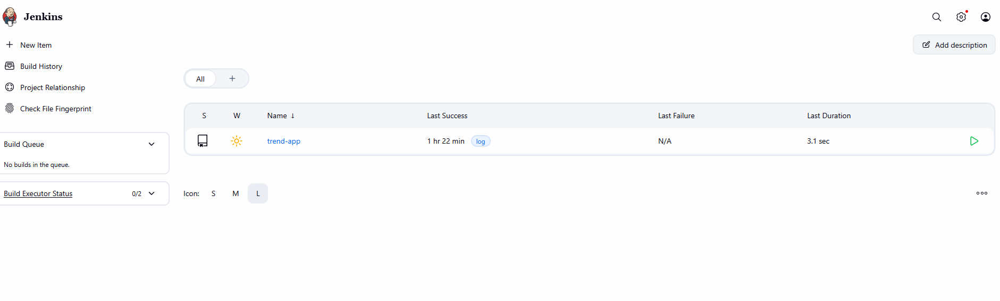 Jenkins
New Item
Add description
Build History
All
Project Relationship
Check File Fingerprint
S W Name ↓ Last Success Last Failure Last Duration
trend-app 1 hr 22 min log N/A 3.1 sec
Build Queue
No builds in the queue.
Build Executor Status 0/2
Icon: S M L